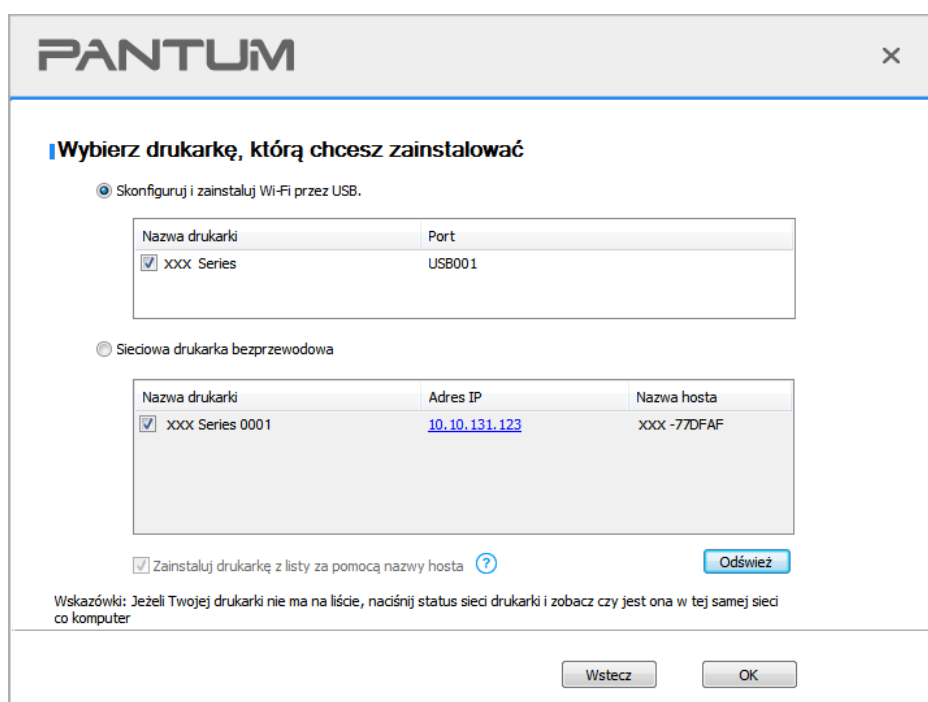 PANTUM
Wybierz drukarkę, którą chcesz zainstalować
Skonfiguruj i zainstaluj Wi-Fi przez USB.
Nazwa drukarki Port
XXX Series USB001
Sieciowa drukarka bezprzewodowa
Nazwa drukarki Adres IP Nazwa hosta
XXX Series 0001 10.10.131.123 XXX -77DFAF
Zainstaluj drukarkę z listy za pomocą nazwy hosta ? Odśwież
Wskazówki: Jeżeli Twojej drukarki nie ma na liście, naciśnij status sieci drukarki i zobacz czy jest ona w tej samej sieci
co komputer
Wstecz OK